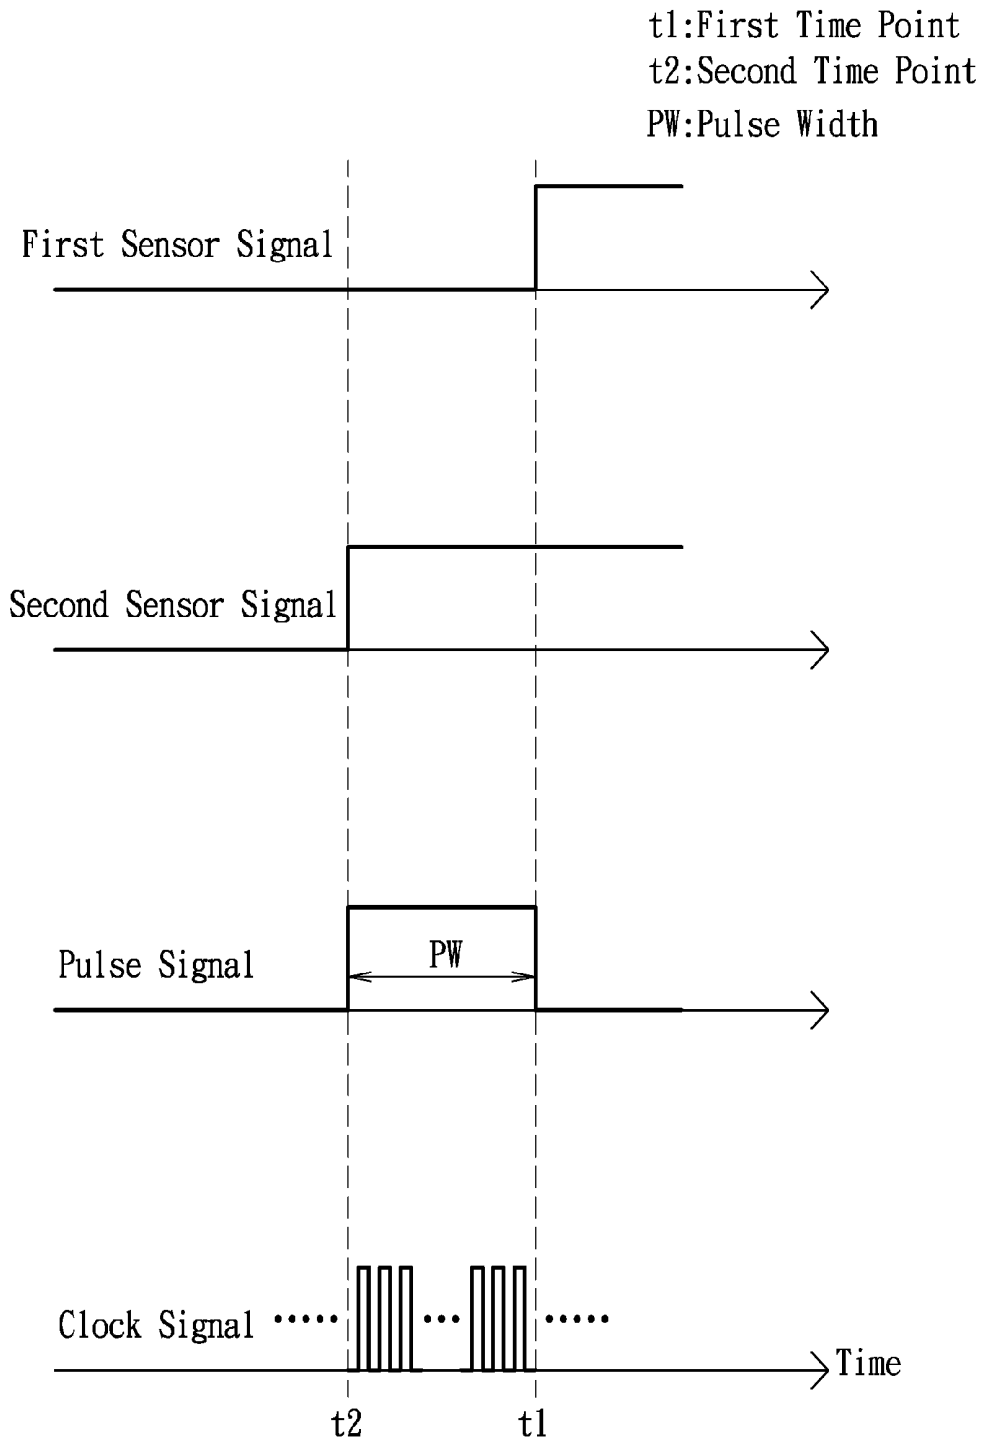 t1:First Time Point
t2:Second Time Point
PW:Pulse Width
First Sensor Signal
Second Sensor Signal
PW
Pulse Signal
Clock Signal
Time
t2
t1